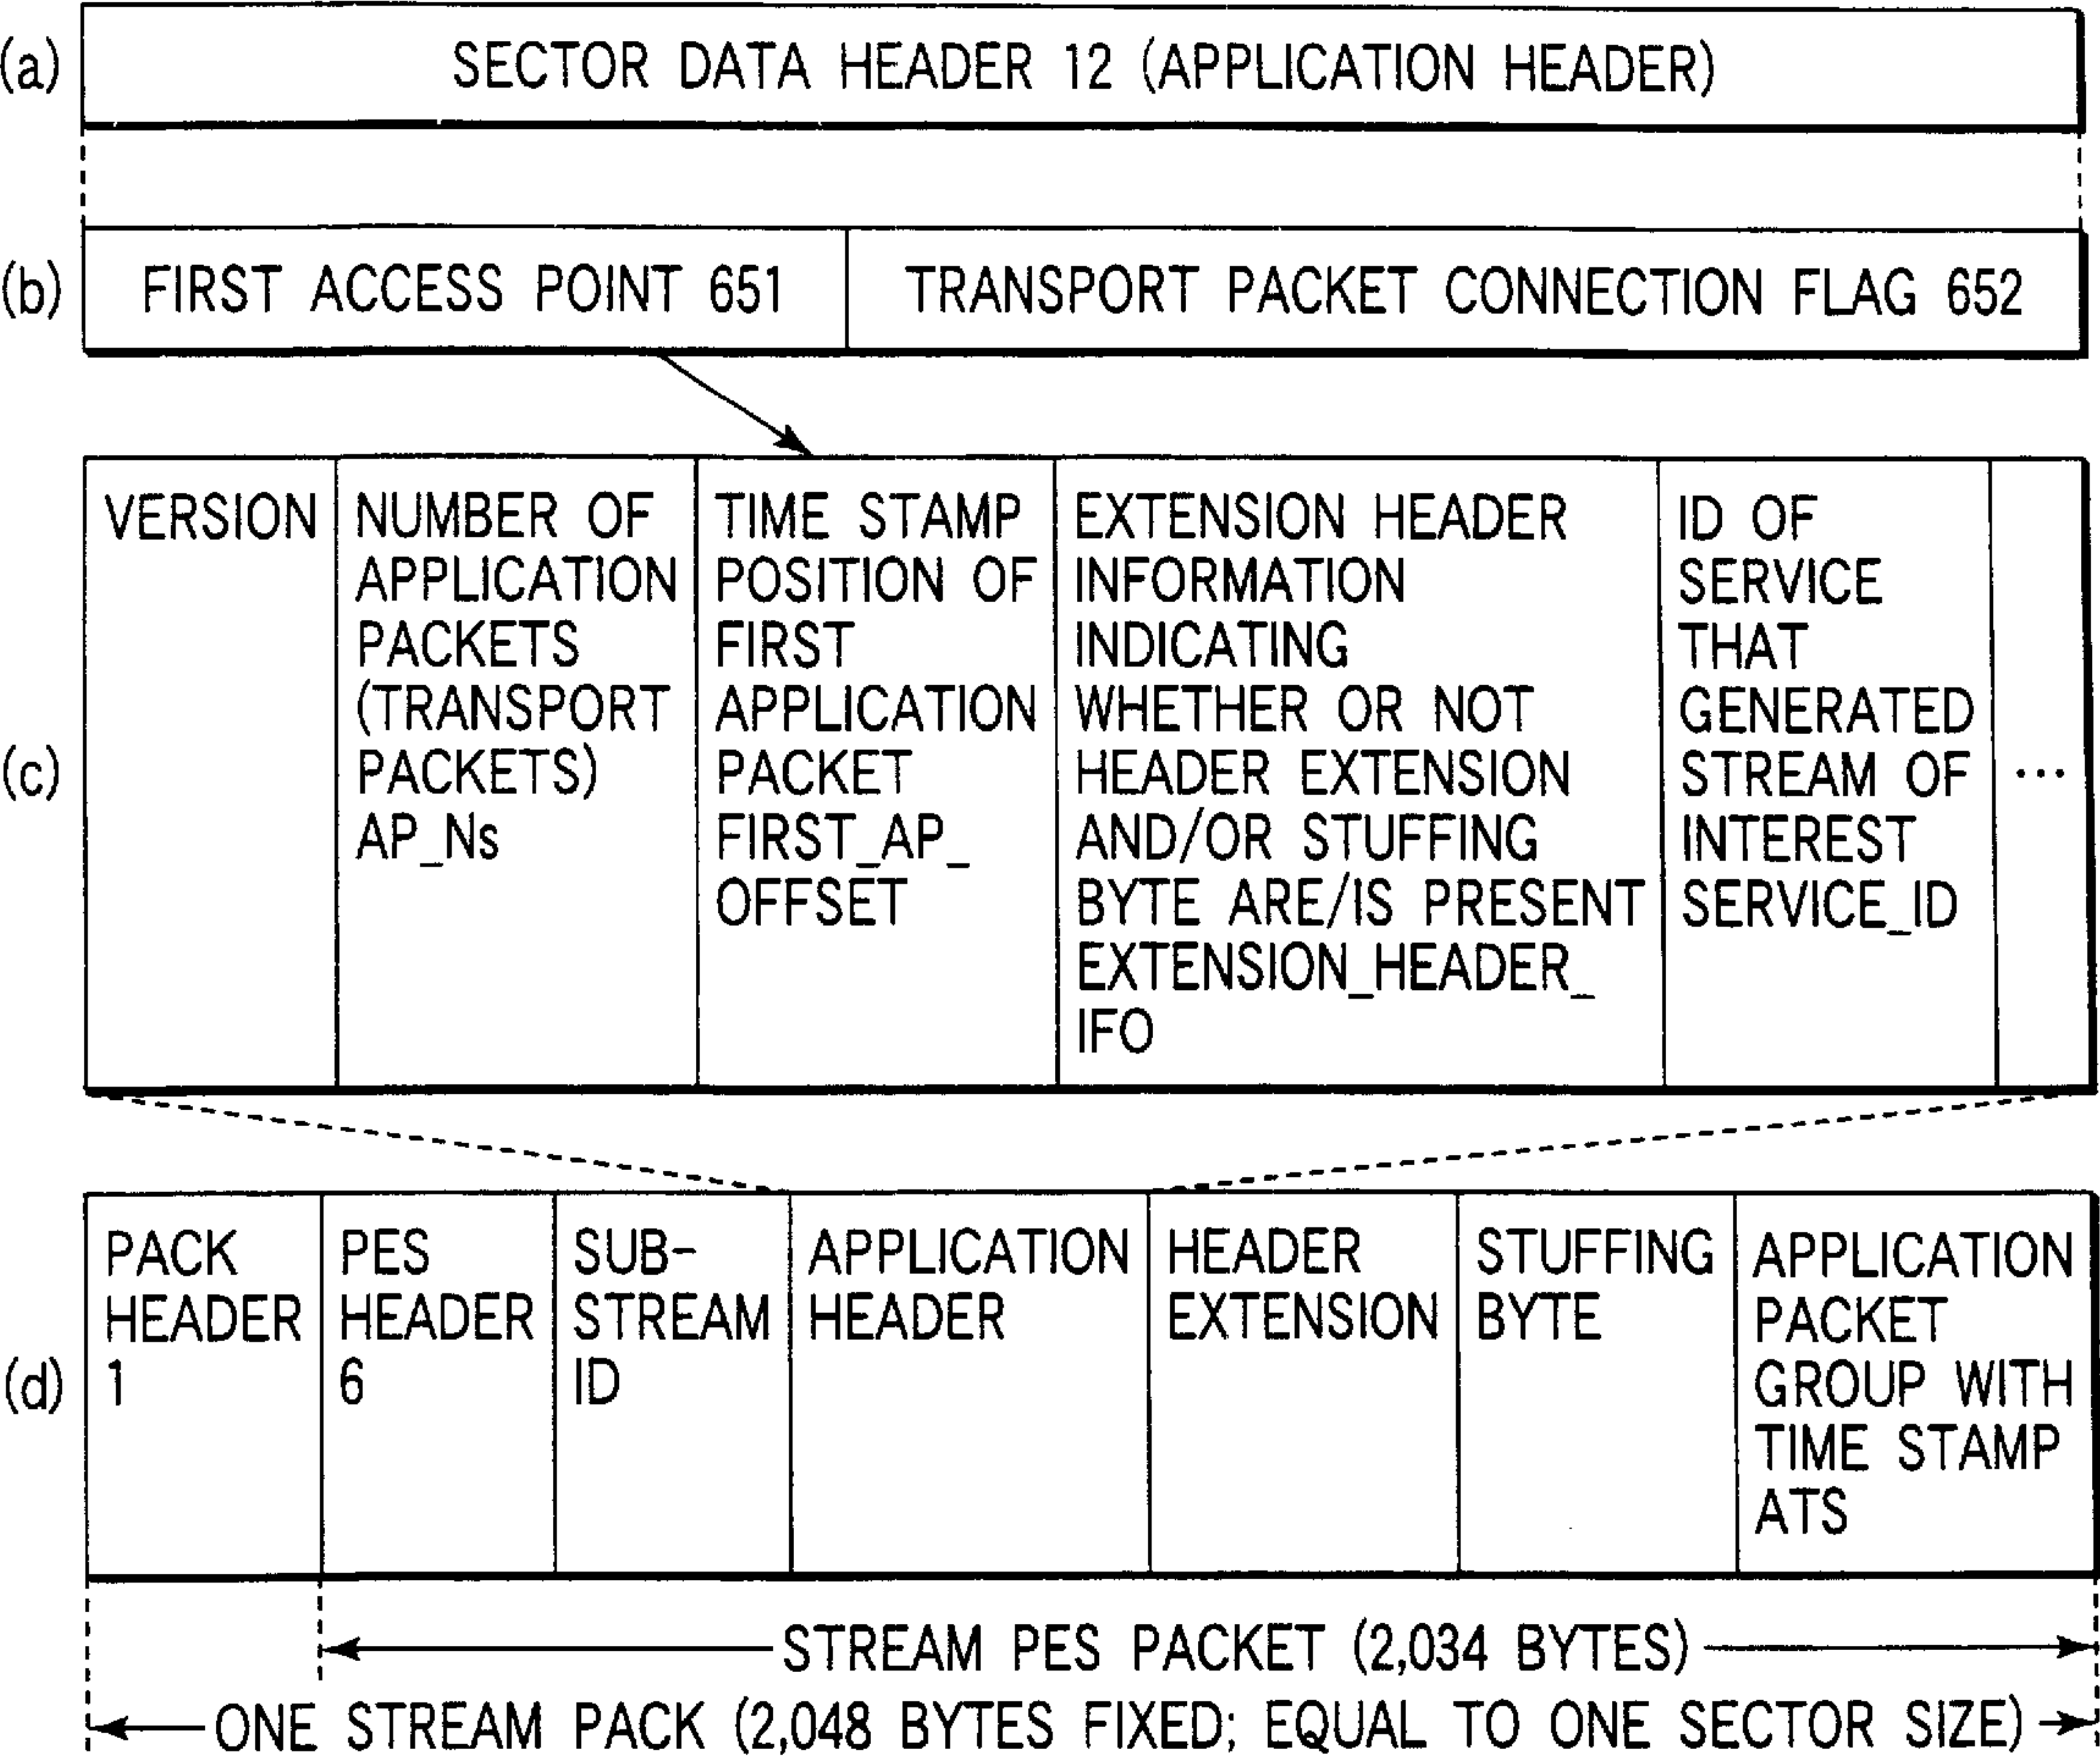 (a)
SECTOR DATA HEADER 12 (APPLICATION HEADER)
(b)
FIRST ACCESS POINT 651
TRANSPORT PACKET CONNECTION FLAG 652
(c)
VERSION
NUMBER OF
APPLICATION
PACKETS
(TRANSPORT
PACKETS)
AP_Ns
TIME STAMP
POSITION OF
FIRST
APPLICATION
PACKET
FIRST_AP_
OFFSET
EXTENSION HEADER
INFORMATION
INDICATING
WHETHER OR NOT
HEADER EXTENSION
AND/OR STUFFING
BYTE ARE/IS PRESENT
EXTENSION_HEADER_
IFO
ID OF
SERVICE
THAT
GENERATED
STREAM OF
INTEREST
SERVICE_ID
...
(d)
PACK
HEADER
1
PES
HEADER
6
SUB-
STREAM
ID
APPLICATION
HEADER
HEADER
EXTENSION
STUFFING
BYTE
APPLICATION
PACKET
GROUP WITH
TIME STAMP
ATS
STREAM PES PACKET (2,034 BYTES)
ONE STREAM PACK (2,048 BYTES FIXED; EQUAL TO ONE SECTOR SIZE)